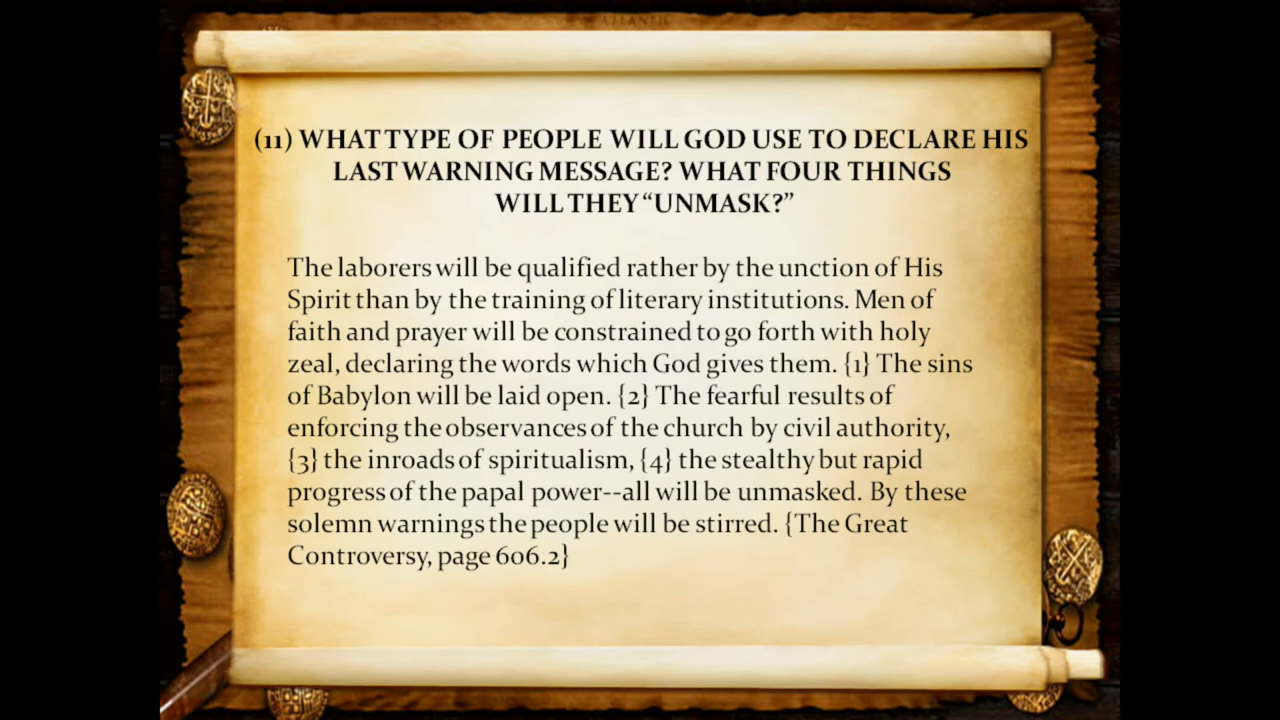 (11) WHAT TYPE OF PEOPLE WILL GOD USE TO DECLARE HIS
LAST WARNING MESSAGE? WHAT FOUR THINGS
WILL THEY “UNMASK?”
The laborers will be qualified rather by the unction of His
Spirit than by the training of literary institutions. Men of
faith and prayer will be constrained to go forth with holy
zeal, declaring the words which God gives them. {1} The sins
of Babylon will be laid open. {2} The fearful results of
enforcing the observances of the church by civil authority,
{3} the inroads of spiritualism, {4} the stealthy but rapid
progress of the papal power--all will be unmasked. By these
solemn warnings the people will be stirred. {The Great
Controversy, page 606.2}